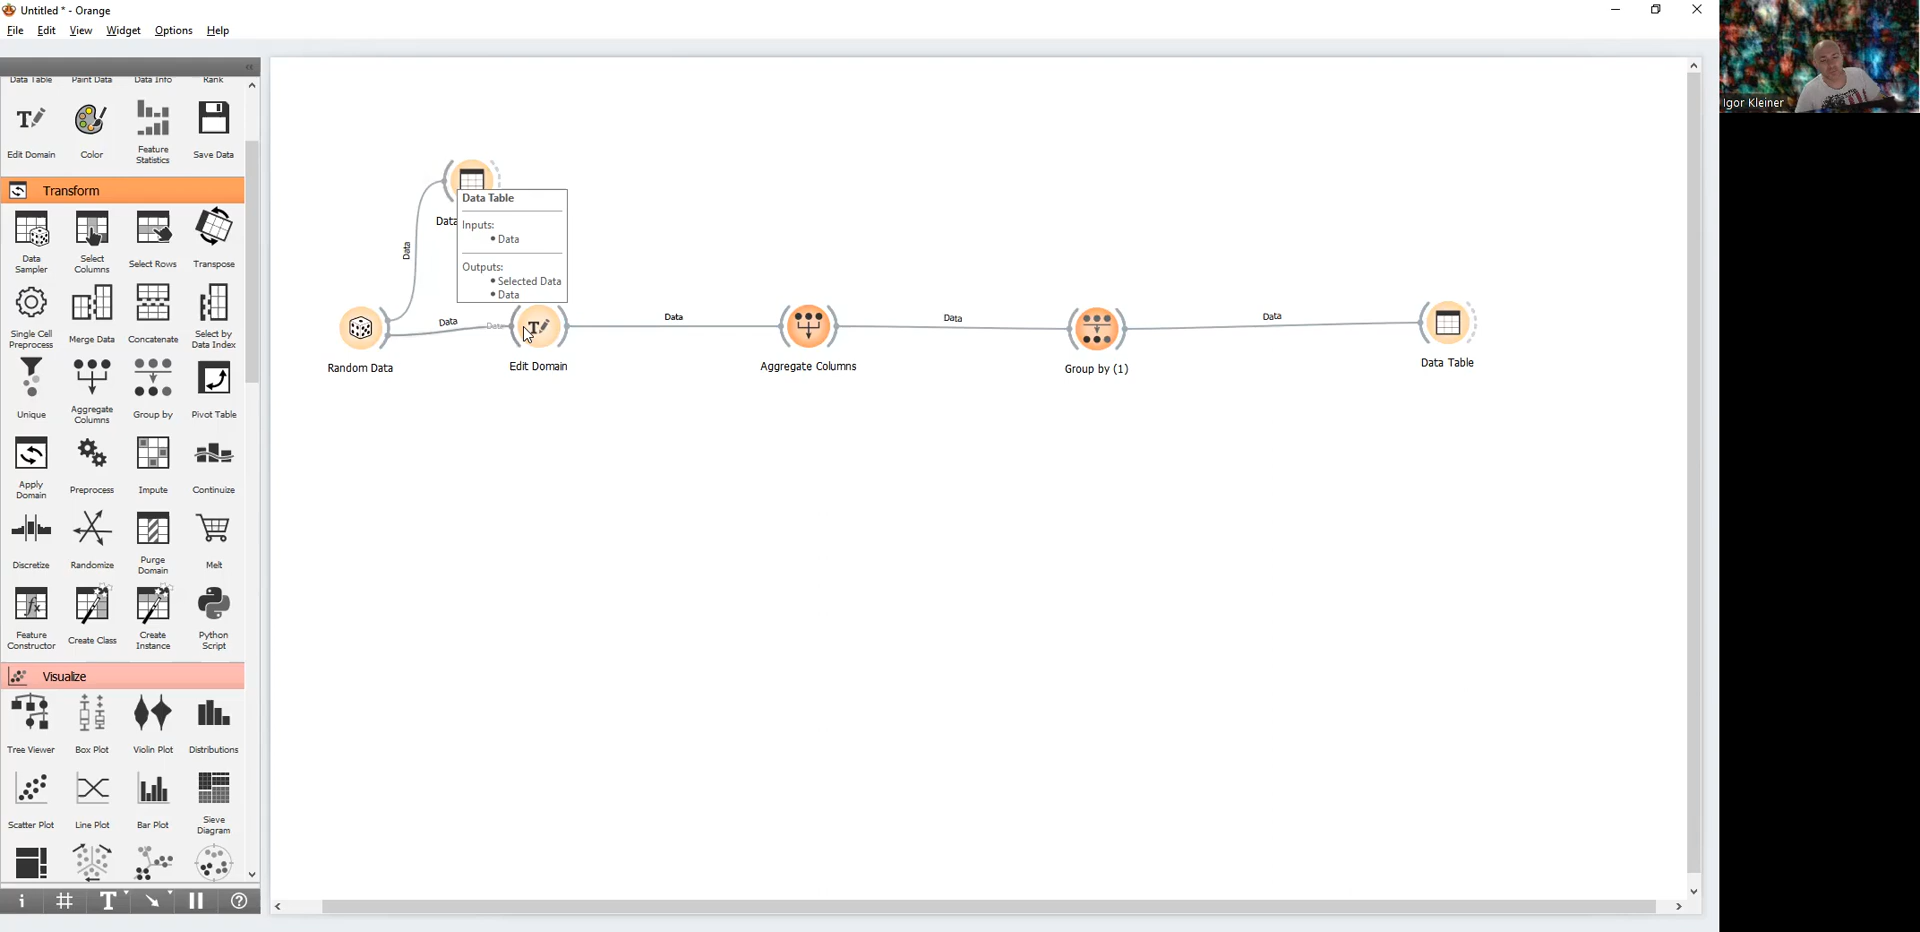 Untitled * - Orange
File Edit View Widget Options Help
Igor Kleiner
Data Table Paint Data Data Info Rank
Edit Domain Color Feature Statistics Save Data
Transform
Data Sampler Select Columns Select Rows Transpose
Single Cell Preprocess Merge Data Concatenate Select by Data Index
Unique Aggregate Columns Group by Pivot Table
Apply Domain Preprocess Impute Continuize
Discretize Randomize Purge Domain Melt
Feature Constructor Create Class Create Instance Python Script
Visualize
Tree Viewer Box Plot Violin Plot Distributions
Scatter Plot Line Plot Bar Plot Sieve Diagram
Data
Data Table
Inputs:
• Data
Outputs:
• Selected Data
• Data
Data
Data Data Data Data Data
Random Data Edit Domain Aggregate Columns Group by (1) Data Table